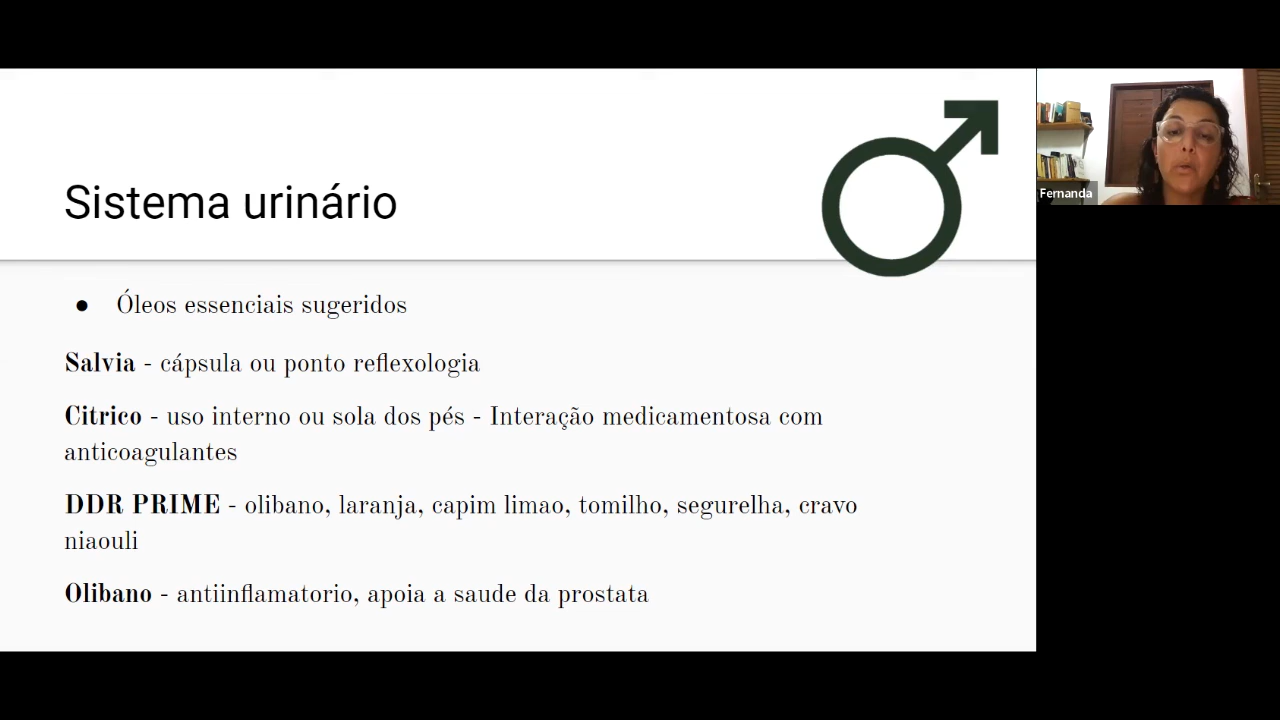 Sistema urinário
Fernanda
● Óleos essenciais sugeridos
Salvia - cápsula ou ponto reflexologia
Citrico - uso interno ou sola dos pés - Interação medicamentosa com
anticoagulantes
DDR PRIME - olibano, laranja, capim limao, tomilho, segurelha, cravo
niaouli
Olibano - antiinflamatorio, apoia a saude da prostata